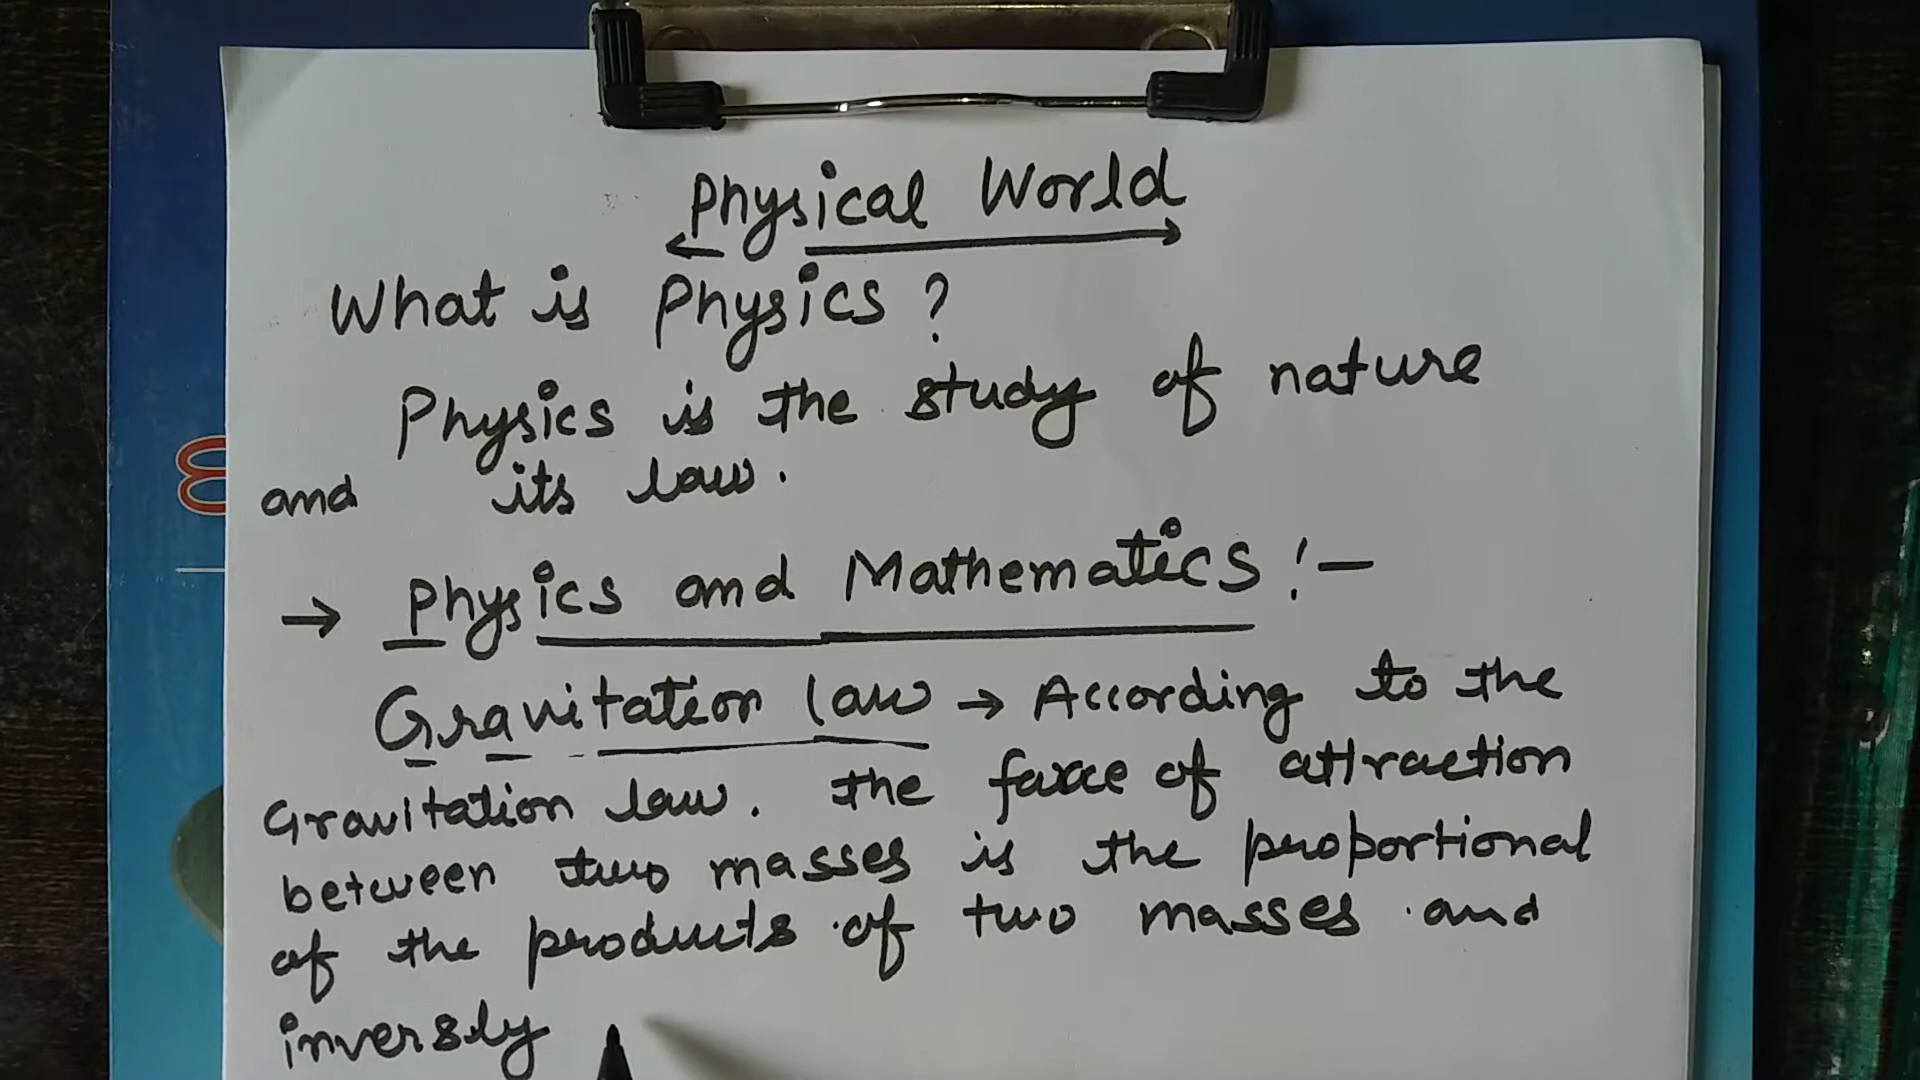 Physical World
What is Physics?
Physics is the study of nature
and its law.
→ Physics and Mathematics :-
Gravitation law → According to the
Gravitation law. The force of attraction
between two masses is the proportional
of the products of two masses and
inversly